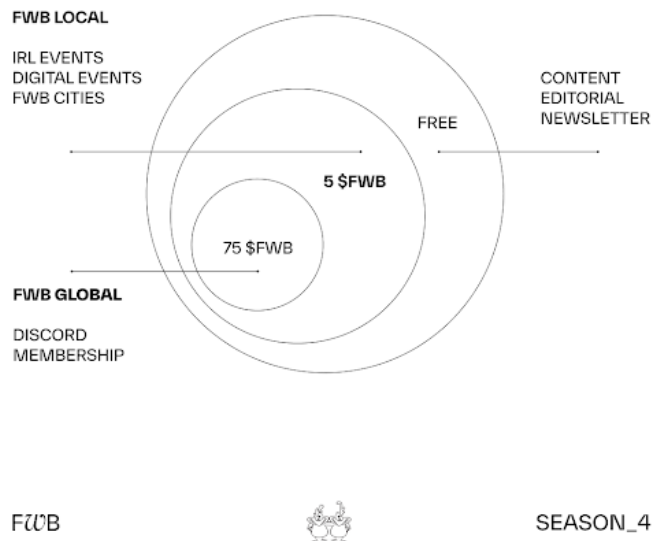 FWB LOCAL
IRL EVENTS
DIGITAL EVENTS
FWB CITIES
CONTENT
EDITORIAL
NEWSLETTER
FREE
5 $FWB
75 $FWB
FWB GLOBAL
DISCORD
MEMBERSHIP
FWB
SEASON_4